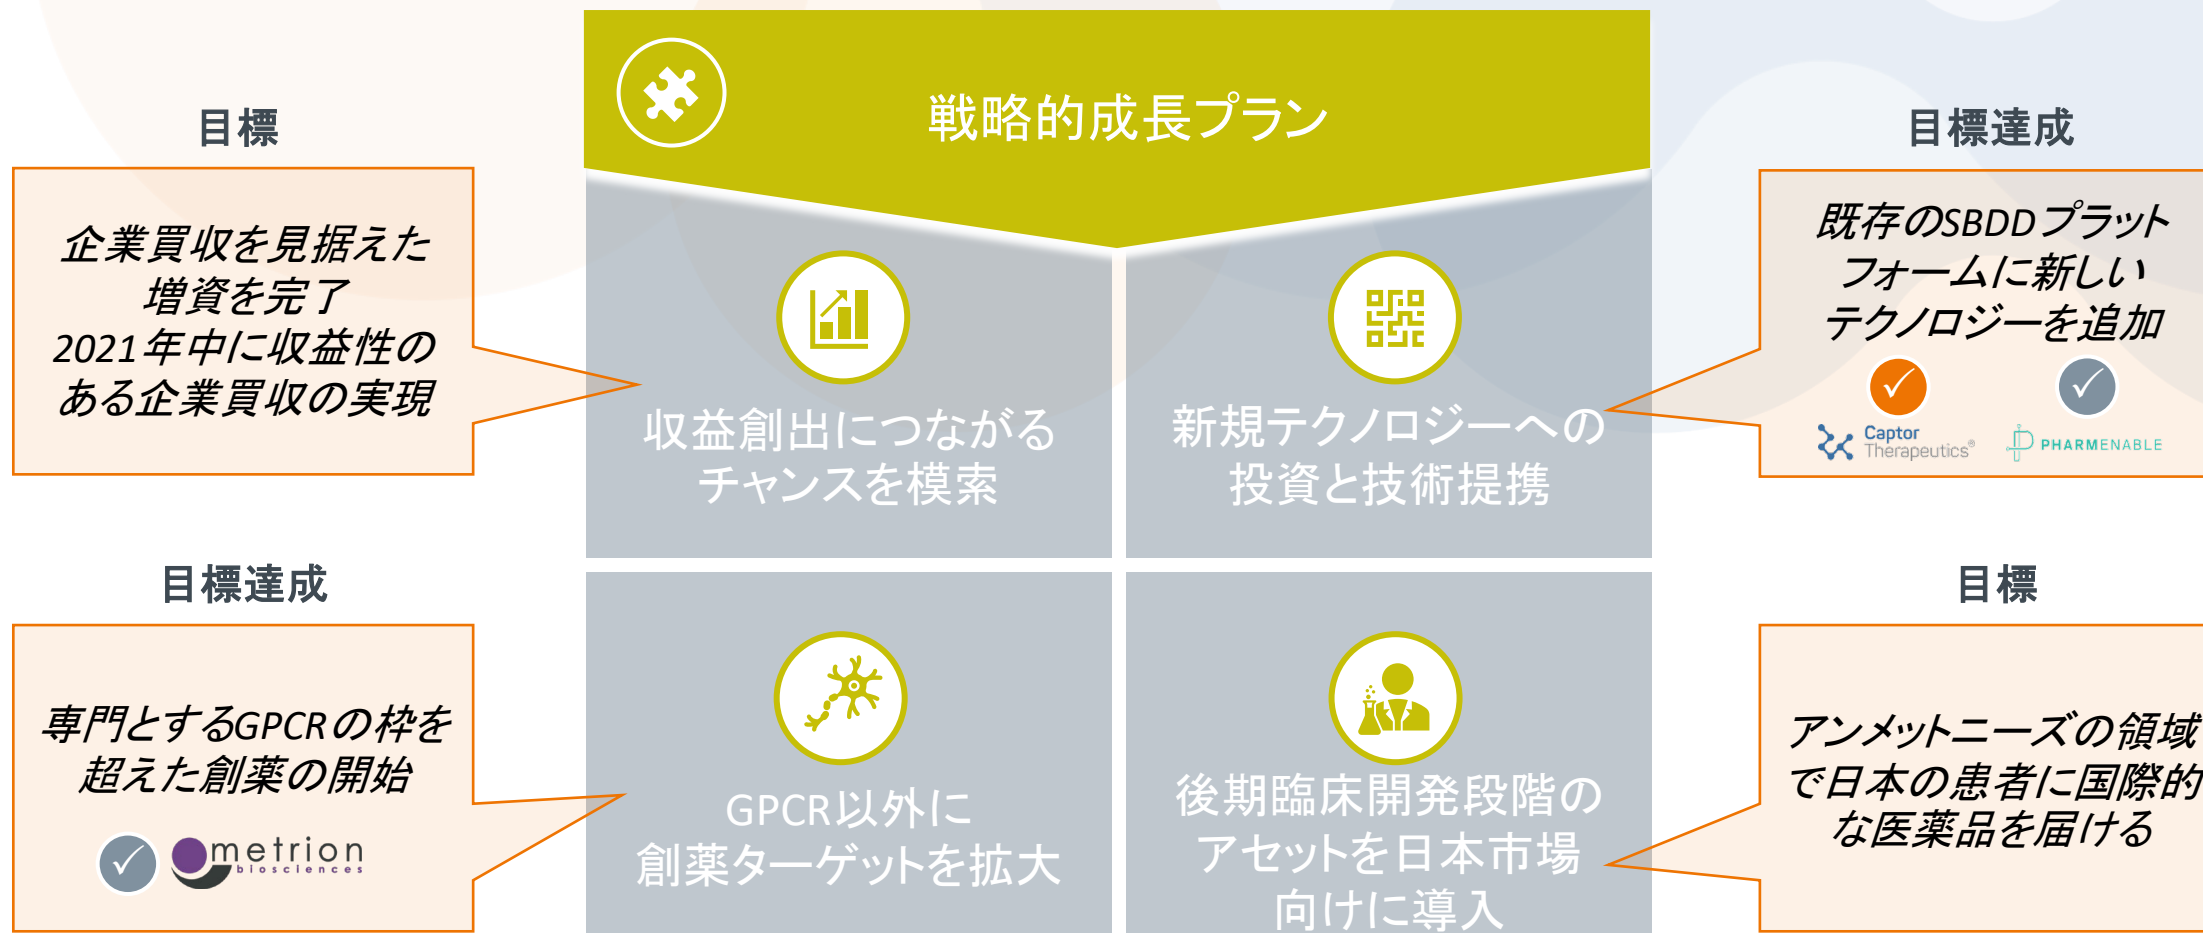 戦略的成長プラン
目標
企業買収を見据えた
増資を完了
2021年中に収益性の
ある企業買収の実現
収益創出につながる
チャンスを模索
新規テクノロジーへの
投資と技術提携
目標達成
既存のSBDDプラット
フォームに新しい
テクノロジーを追加
Captor
Therapeutics®
PHARMENABLE
目標達成
専門とするGPCRの枠を
超えた創薬の開始
metrion
biosciences
GPCR以外に
創薬ターゲットを拡大
後期臨床開発段階の
アセットを日本市場
向けに導入
目標
アンメットニーズの領域
で日本の患者に国際的
な医薬品を届ける